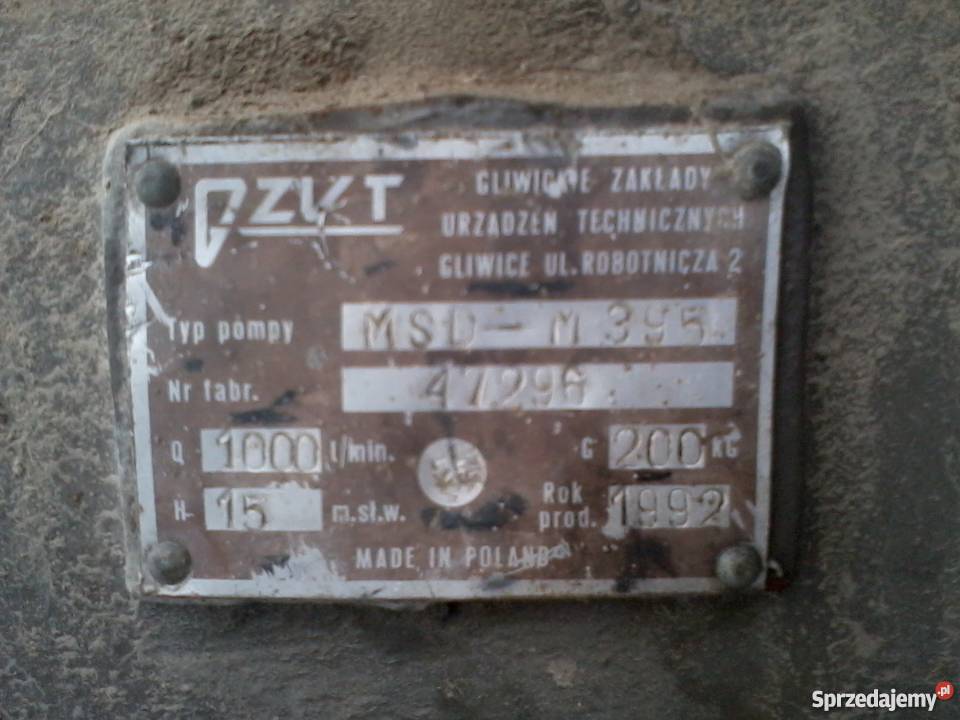 GZUT
GLIWICKIE ZAKŁADY
URZĄDZEŃ TECHNICZNYCH
GLIWICE UL. ROBOTNICZA 2
Typ pompy MSD-M 395
Nr fabr. 47296
Q 1000 l/min. G 200 KG
H 15 m.sł.w. Rok prod. 1992
MADE IN POLAND
Sprzedajemy.pl